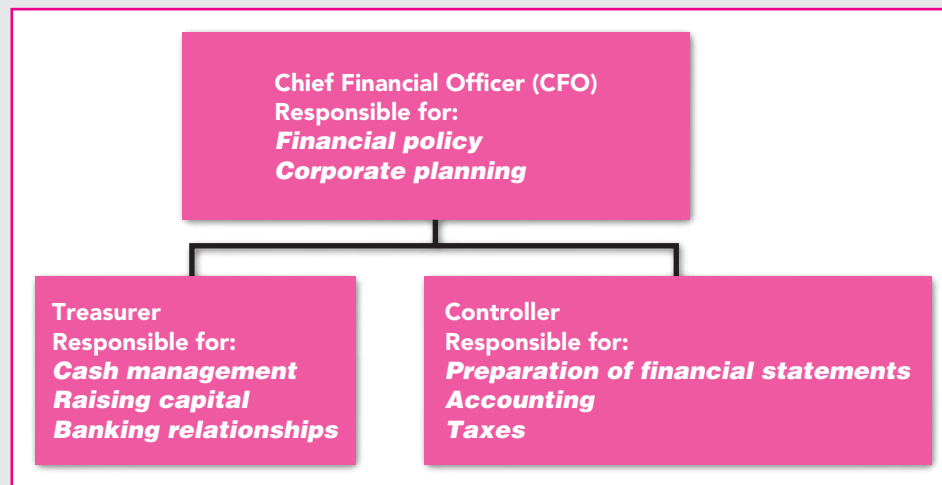 Chief Financial Officer (CFO)
Responsible for:
Financial policy
Corporate planning
Treasurer
Responsible for:
Cash management
Raising capital
Banking relationships
Controller
Responsible for:
Preparation of financial statements
Accounting
Taxes